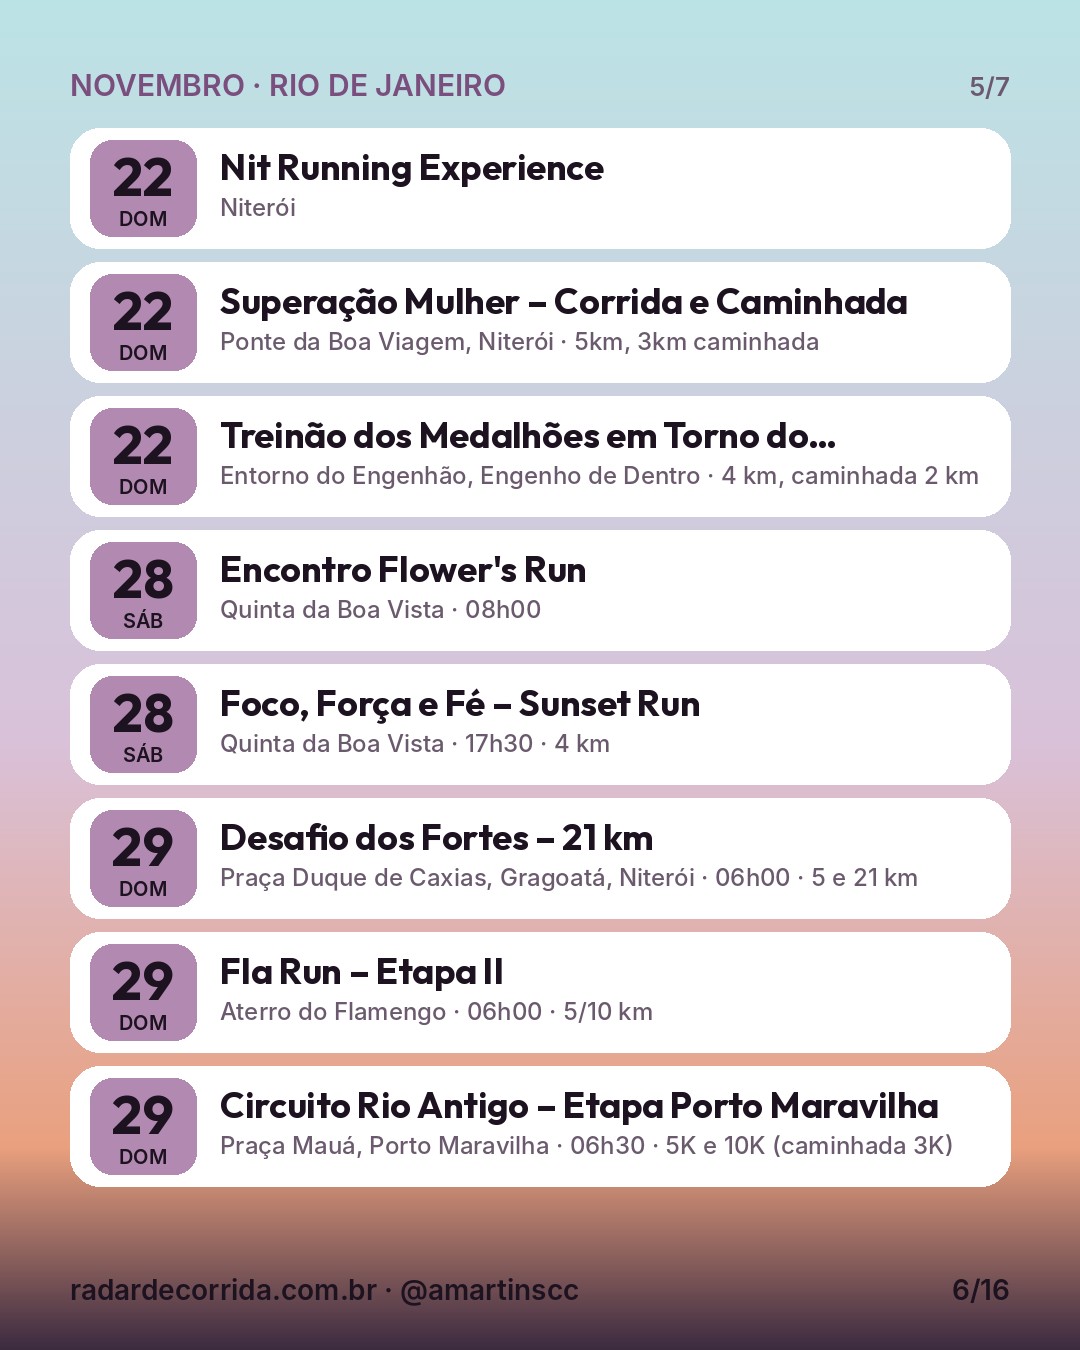 NOVEMBRO · RIO DE JANEIRO
5/7
22
DOM
Nit Running Experience
Niterói
22
DOM
Superação Mulher – Corrida e Caminhada
Ponte da Boa Viagem, Niterói · 5km, 3km caminhada
22
DOM
Treinão dos Medalhões em Torno do...
Entorno do Engenhão, Engenho de Dentro · 4 km, caminhada 2 km
28
SÁB
Encontro Flower's Run
Quinta da Boa Vista · 08h00
28
SÁB
Foco, Força e Fé – Sunset Run
Quinta da Boa Vista · 17h30 · 4 km
29
DOM
Desafio dos Fortes – 21 km
Praça Duque de Caxias, Gragoatá, Niterói · 06h00 · 5 e 21 km
29
DOM
Fla Run – Etapa II
Aterro do Flamengo · 06h00 · 5/10 km
29
DOM
Circuito Rio Antigo – Etapa Porto Maravilha
Praça Mauá, Porto Maravilha · 06h30 · 5K e 10K (caminhada 3K)
radardecorrida.com.br · @amartinscc
6/16